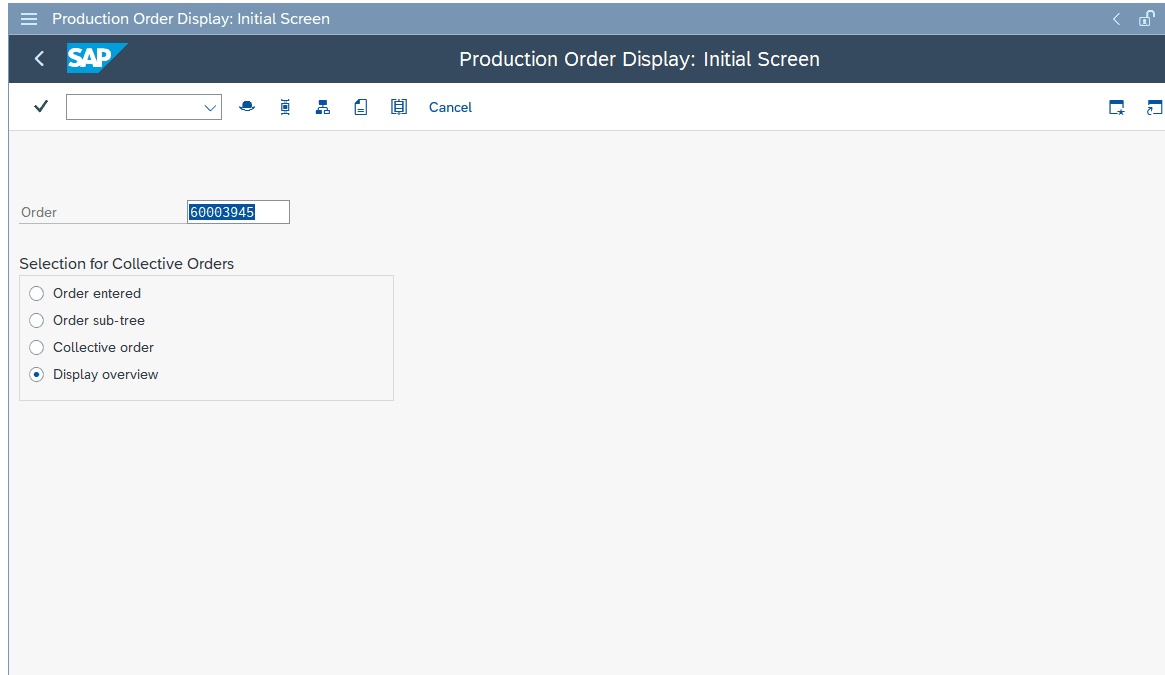 Production Order Display: Initial Screen
SAP
Production Order Display: Initial Screen
Cancel
Order 60003945
Selection for Collective Orders
Order entered
Order sub-tree
Collective order
Display overview